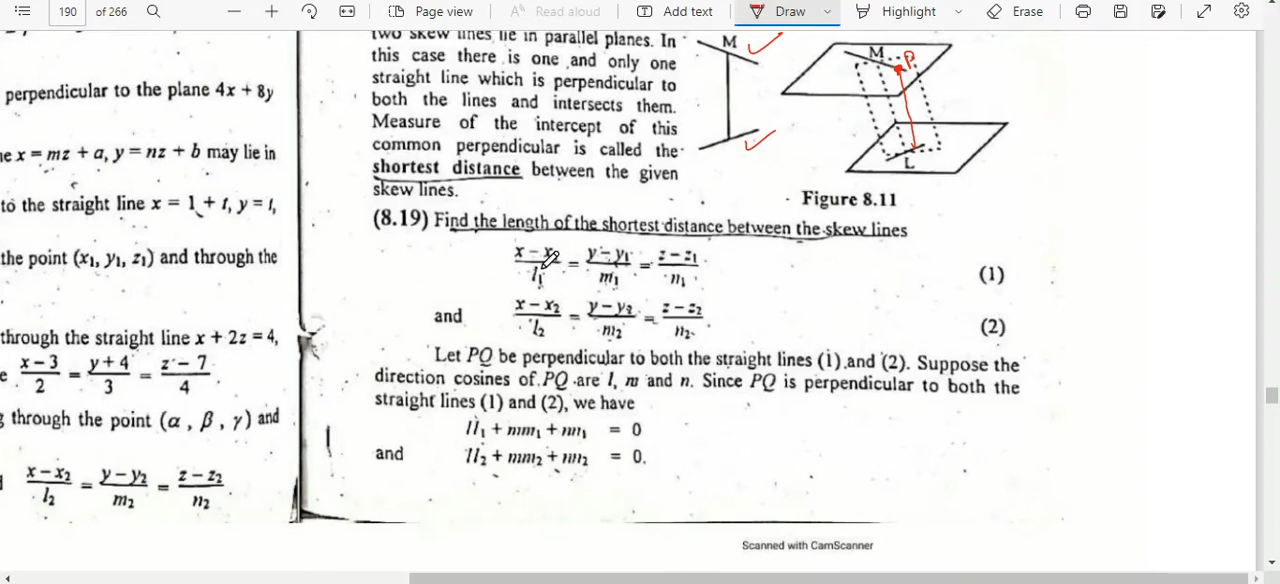 190 of 266 Page view Read aloud Add text Draw Highlight Erase
perpendicular to the plane 4x + 8y
x = mz + a, y = nz + b may lie in
to the straight line x = 1 + t, y = t,
the point (x₁, y₁, z₁) and through the
through the straight line x + 2z = 4,
e (x − 3)/2 = (y + 4)/3 = (z − 7)/4
through the point (α , β , γ) and
(x − x₂)/l₂ = (y − y₂)/m₂ = (z − z₂)/n₂
two skew lines lie in parallel planes. In
this case there is one and only one
straight line which is perpendicular to
both the lines and intersects them.
Measure of the intercept of this
common perpendicular is called the
shortest distance between the given
skew lines.
M
M P
L
Figure 8.11
(8.19) Find the length of the shortest distance between the skew lines
(x − x₂)/l₁ = (y − y₁)/m₁ = (z − z₁)/n₁ (1)
and (x − x₂)/l₂ = (y − y₂)/m₂ = (z − z₂)/n₂ (2)
Let PQ be perpendicular to both the straight lines (1) and (2). Suppose the
direction cosines of PQ are l, m and n. Since PQ is perpendicular to both the
straight lines (1) and (2), we have
ll₁ + mm₁ + nn₁ = 0
and ll₂ + mm₂ + nn₂ = 0.
Scanned with CamScanner